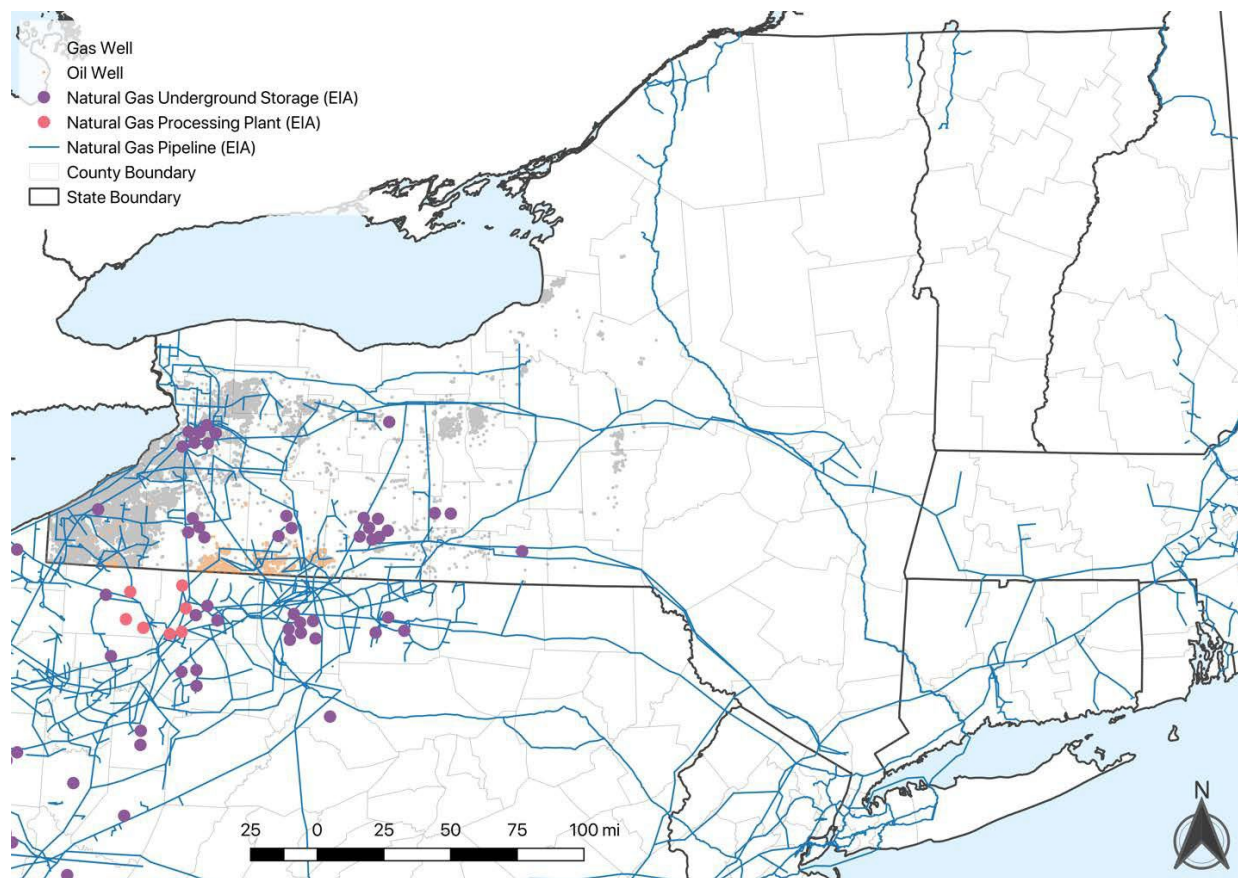 Gas Well
Oil Well
Natural Gas Underground Storage (EIA)
Natural Gas Processing Plant (EIA)
Natural Gas Pipeline (EIA)
County Boundary
State Boundary
25 0 25 50 75 100 mi
N